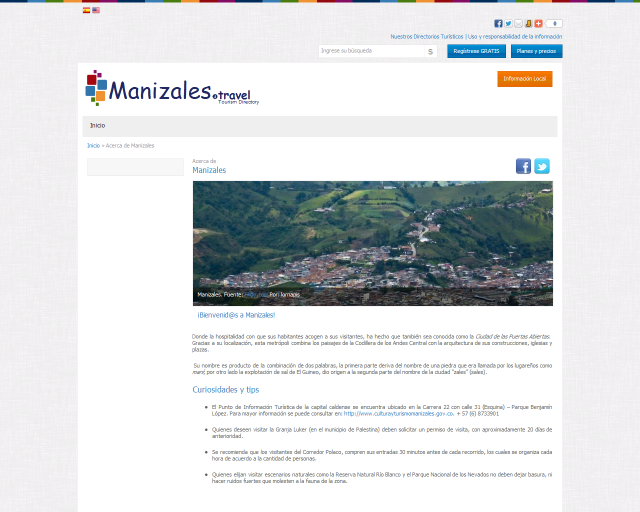 0
Nuestros Directorios Turísticos | Uso y responsabilidad de la información
Ingrese su búsqueda
S
Regístrese GRATIS
Planes y precios
Manizales.travel
Tourism Directory
Información Local
Inicio
Inicio » Acerca de Manizales
Acerca de
Manizales
Manizales. Fuente:
Por: lamapix
¡Bienvenid@s a Manizales!
Donde la hospitalidad con que sus habitantes acogen a sus visitantes, ha hecho que también sea conocida como la Ciudad de las Puertas Abiertas.
Gracias a su localización, esta metrópoli combina los paisajes de la Codillera de los Andes Central con la arquitectura de sus construcciones, iglesias y
plazas.
Su nombre es producto de la combinación de dos palabras, la primera parte deriva del nombre de una piedra que era llamada por los lugareños como
maní; por otro lado la explotación de sal de El Guineo, dio origen a la segunda parte del nombre de la ciudad "zales" (sales).
Curiosidades y tips
El Punto de Información Turística de la capital caldense se encuentra ubicado en la Carrera 22 con calle 31 (Esquina) – Parque Benjamín
López. Para mayor información se puede consultar en: http://www.culturayturismomanizales.gov.co. + 57 (6) 8733901
Quienes deseen visitar la Granja Luker (en el municipio de Palestina) deben solicitar un permiso de visita, con aproximadamente 20 días de
anterioridad.
Se recomienda que los visitantes del Corredor Polaco, compren sus entradas 30 minutos antes de cada recorrido, los cuales se organiza cada
hora de acuerdo a la cantidad de personas.
Quienes elijan visitar escenarios naturales como la Reserva Natural Río Blanco y el Parque Nacional de los Nevados no deben dejar basura, ni
hacer ruidos fuertes que molesten a la fauna de la zona.